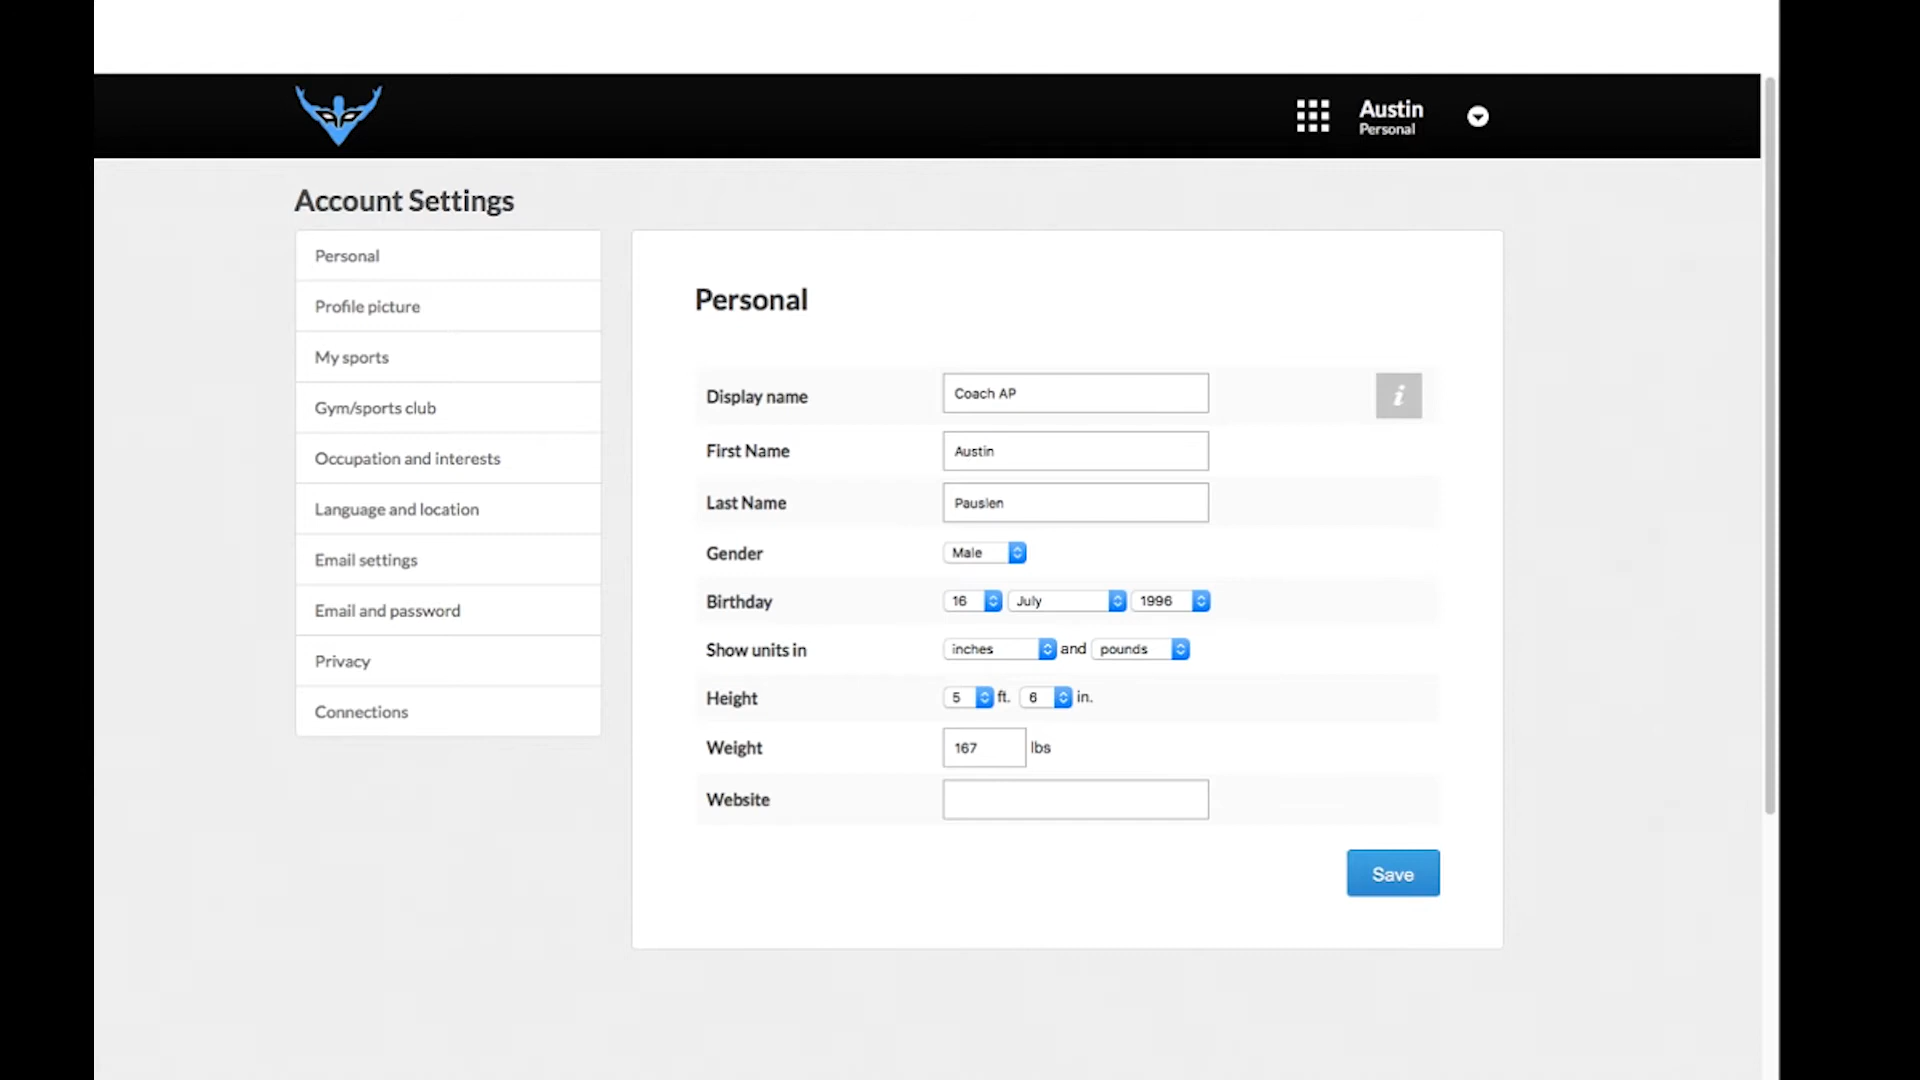 Austin
Personal
Account Settings
Personal
Profile picture
My sports
Gym/sports club
Occupation and interests
Language and location
Email settings
Email and password
Privacy
Connections
Personal
Display name Coach AP i
First Name Austin
Last Name Pauslen
Gender Male
Birthday 16 July 1996
Show units in inches and pounds
Height 5 ft. 6 in.
Weight 167 lbs
Website
Save